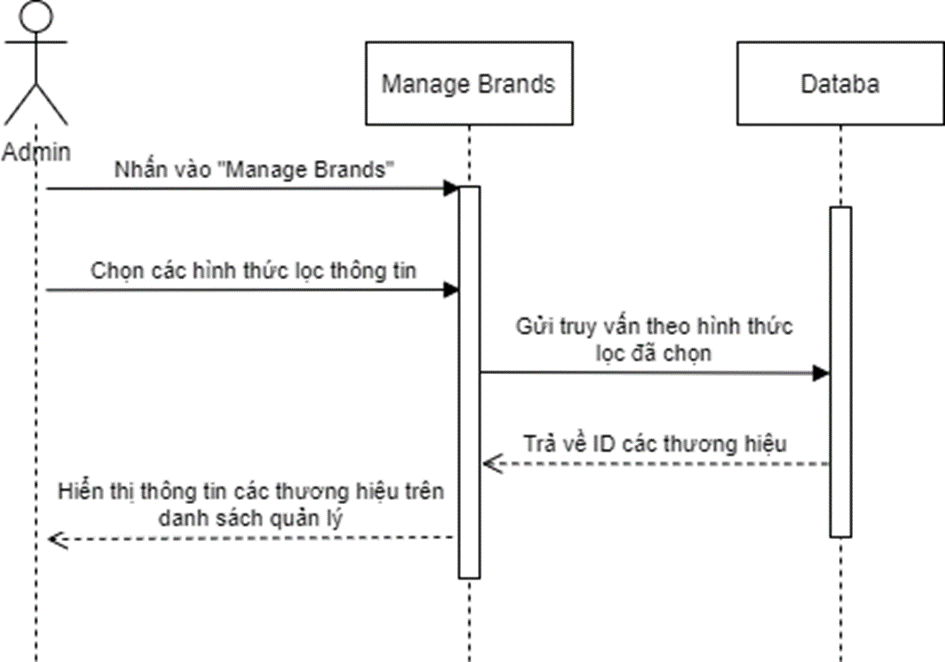 Manage Brands
Databa
Admin
Nhấn vào "Manage Brands"
Chọn các hình thức lọc thông tin
Gửi truy vấn theo hình thức
lọc đã chọn
Trả về ID các thương hiệu
Hiển thị thông tin các thương hiệu trên
danh sách quản lý